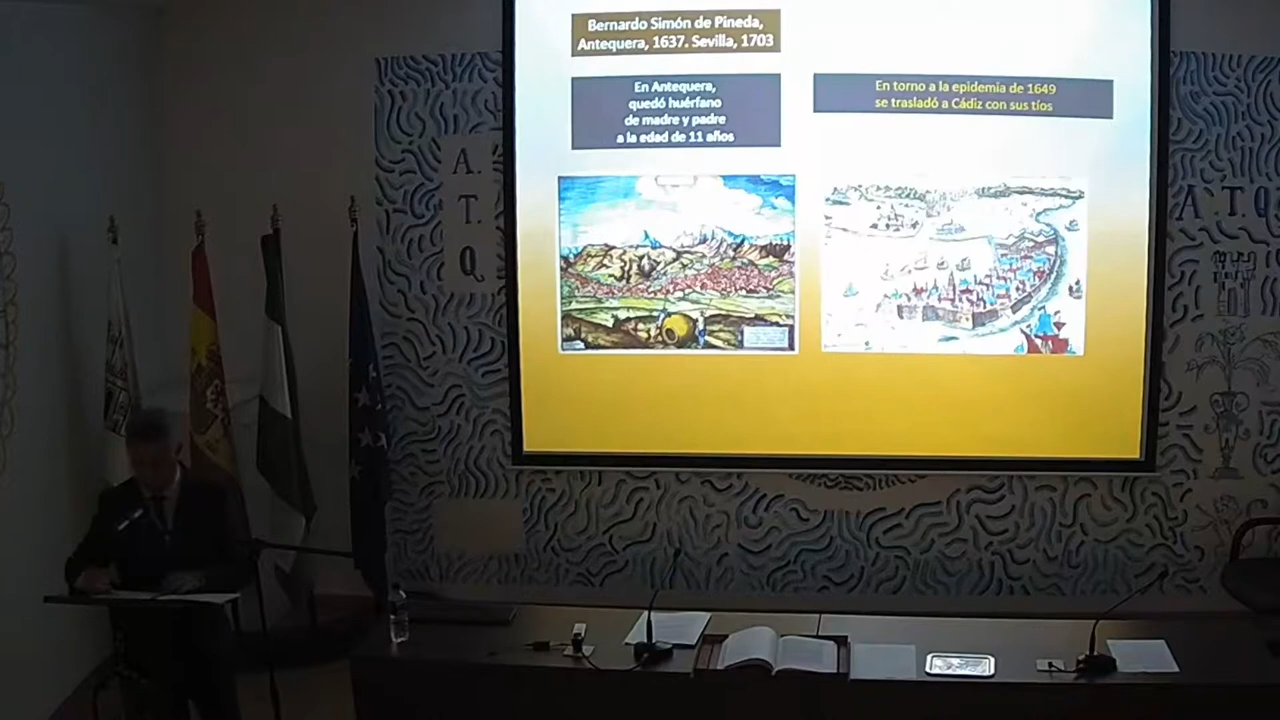 Bernardo Simón de Pineda,
Antequera, 1637. Sevilla, 1703
En Antequera,
quedó huérfano
de madre y padre
a la edad de 11 años
En torno a la epidemia de 1649
se trasladó a Cádiz con sus tíos
A.
T.
Q
A.T.Q